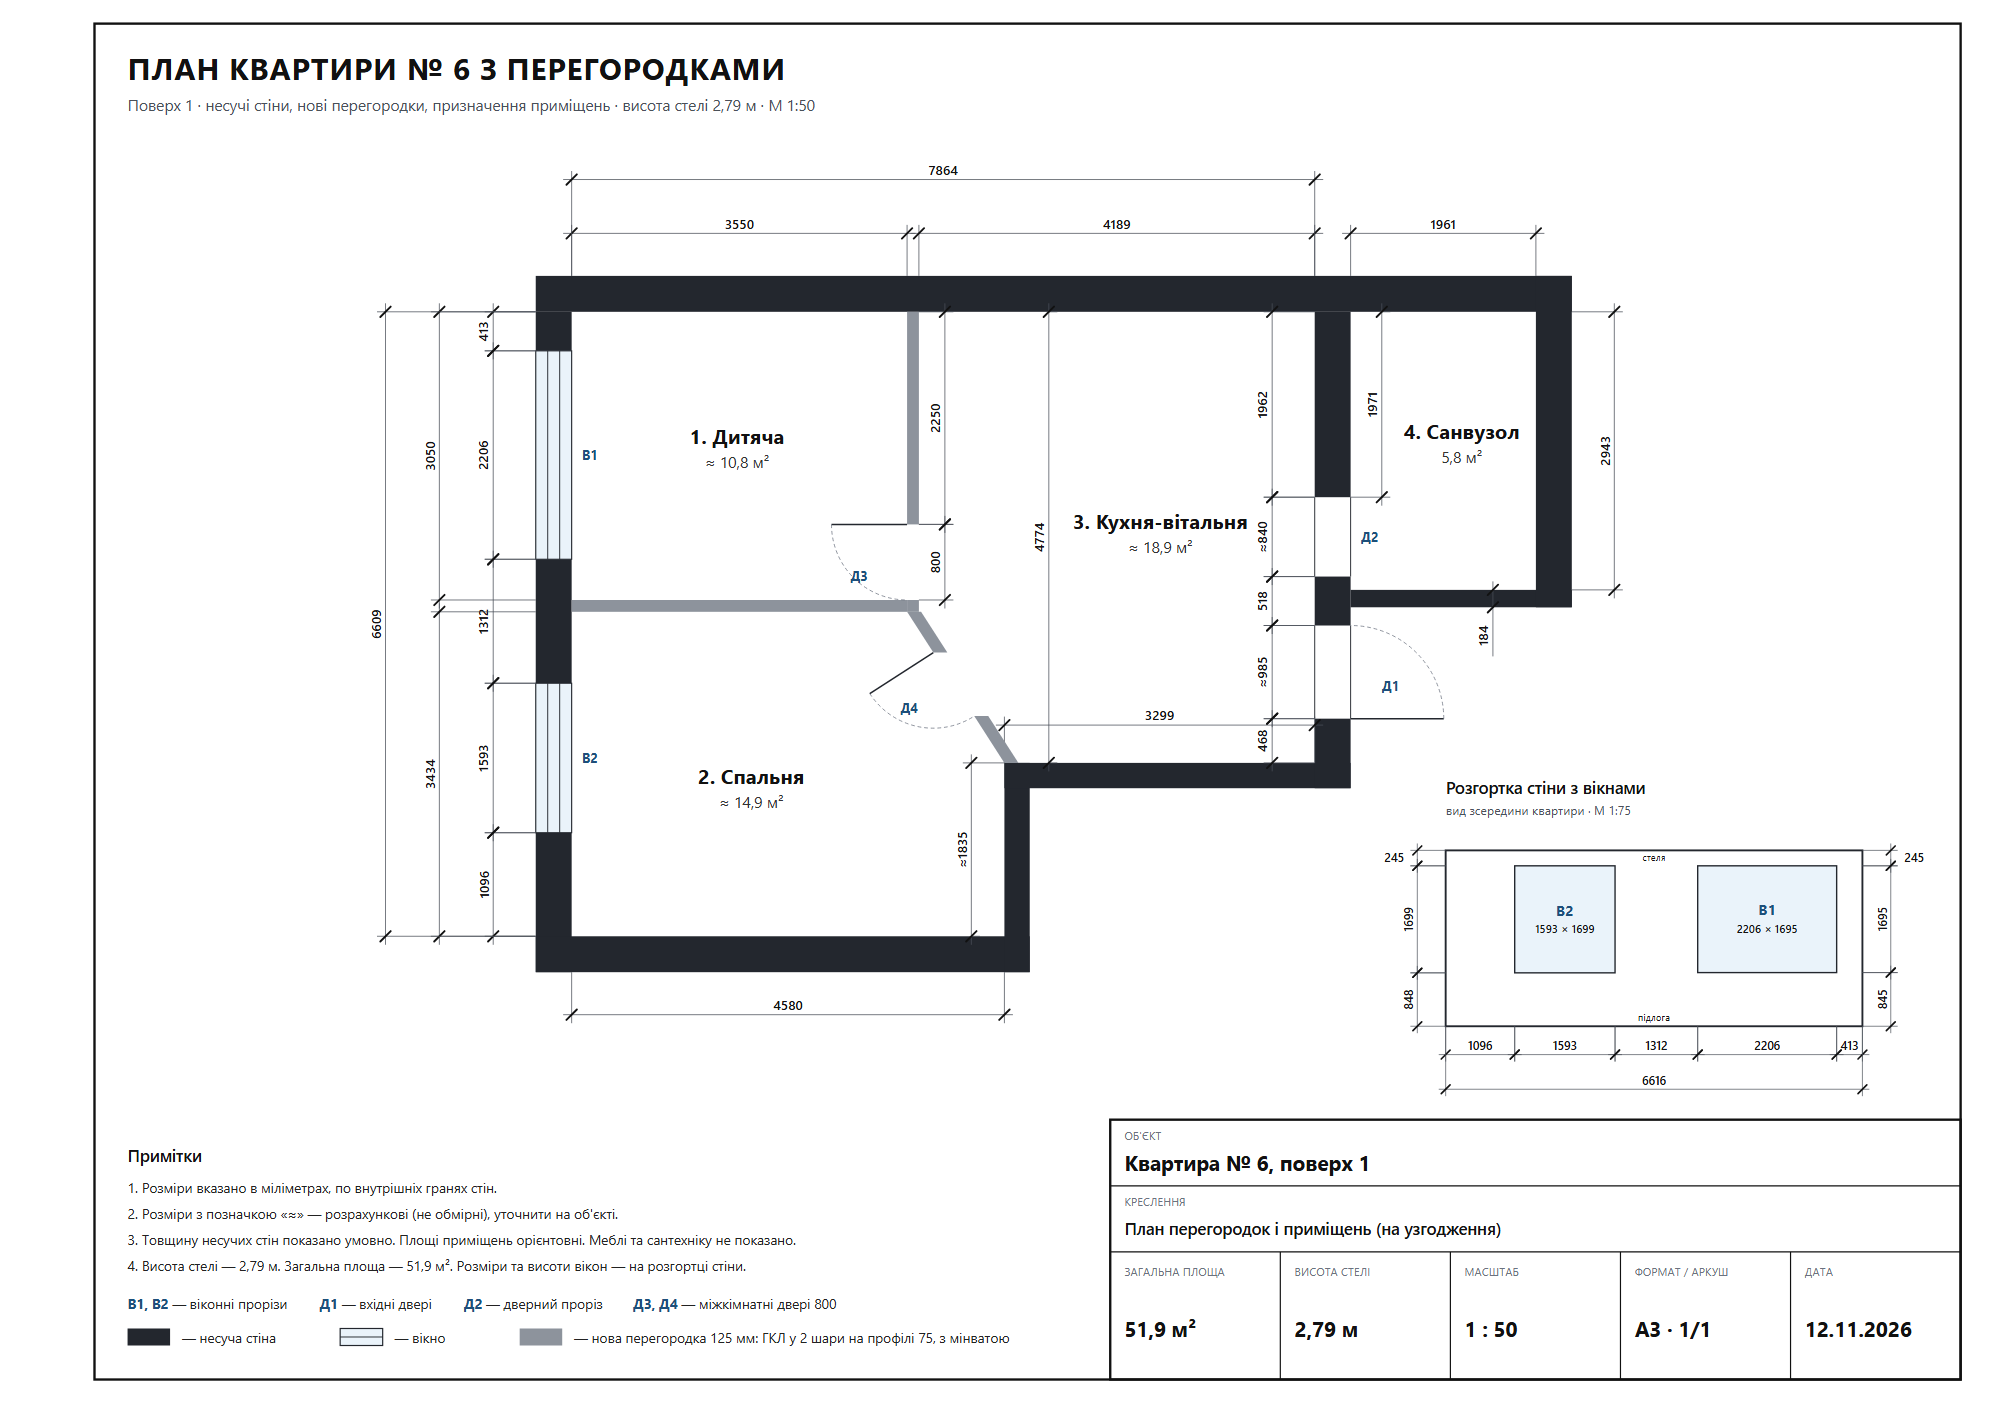 ПЛАН КВАРТИРИ № 6 З ПЕРЕГОРОДКАМИ
Поверх 1 · несучі стіни, нові перегородки, призначення приміщень · висота стелі 2,79 м · М 1:50
7864
3550
4189
1961
413
2206
3050
1312
6609
1593
3434
1096
В1
1. Дитяча
≈ 10,8 м²
2250
800
Д3
4774
3. Кухня-вітальня
≈ 18,9 м²
1962
≈840
518
≈985
468
1971
Д2
4. Санвузол
5,8 м²
2943
184
Д1
3299
Д4
В2
2. Спальня
≈ 14,9 м²
≈1835
4580
Розгортка стіни з вікнами
вид зсередини квартири · М 1:75
245
стеля
245
1699
В2
1593 × 1699
В1
2206 × 1695
1695
848
підлога
845
1096
1593
1312
2206
413
6616
Примітки
1. Розміри вказано в міліметрах, по внутрішніх гранях стін.
2. Розміри з позначкою «≈» — розрахункові (не обмірні), уточнити на об'єкті.
3. Товщину несучих стін показано умовно. Площі приміщень орієнтовні. Меблі та сантехніку не показано.
4. Висота стелі — 2,79 м. Загальна площа — 51,9 м². Розміри та висоти вікон — на розгортці стіни.
В1, В2 — віконні прорізи Д1 — вхідні двері Д2 — дверний проріз Д3, Д4 — міжкімнатні двері 800
— несуча стіна — вікно — нова перегородка 125 мм: ГКЛ у 2 шари на профілі 75, з мінватою
ОБ'ЄКТ
Квартира № 6, поверх 1
КРЕСЛЕННЯ
План перегородок і приміщень (на узгодження)
ЗАГАЛЬНА ПЛОЩА
51,9 м²
ВИСОТА СТЕЛІ
2,79 м
МАСШТАБ
1 : 50
ФОРМАТ / АРКУШ
А3 · 1/1
ДАТА
12.11.2026